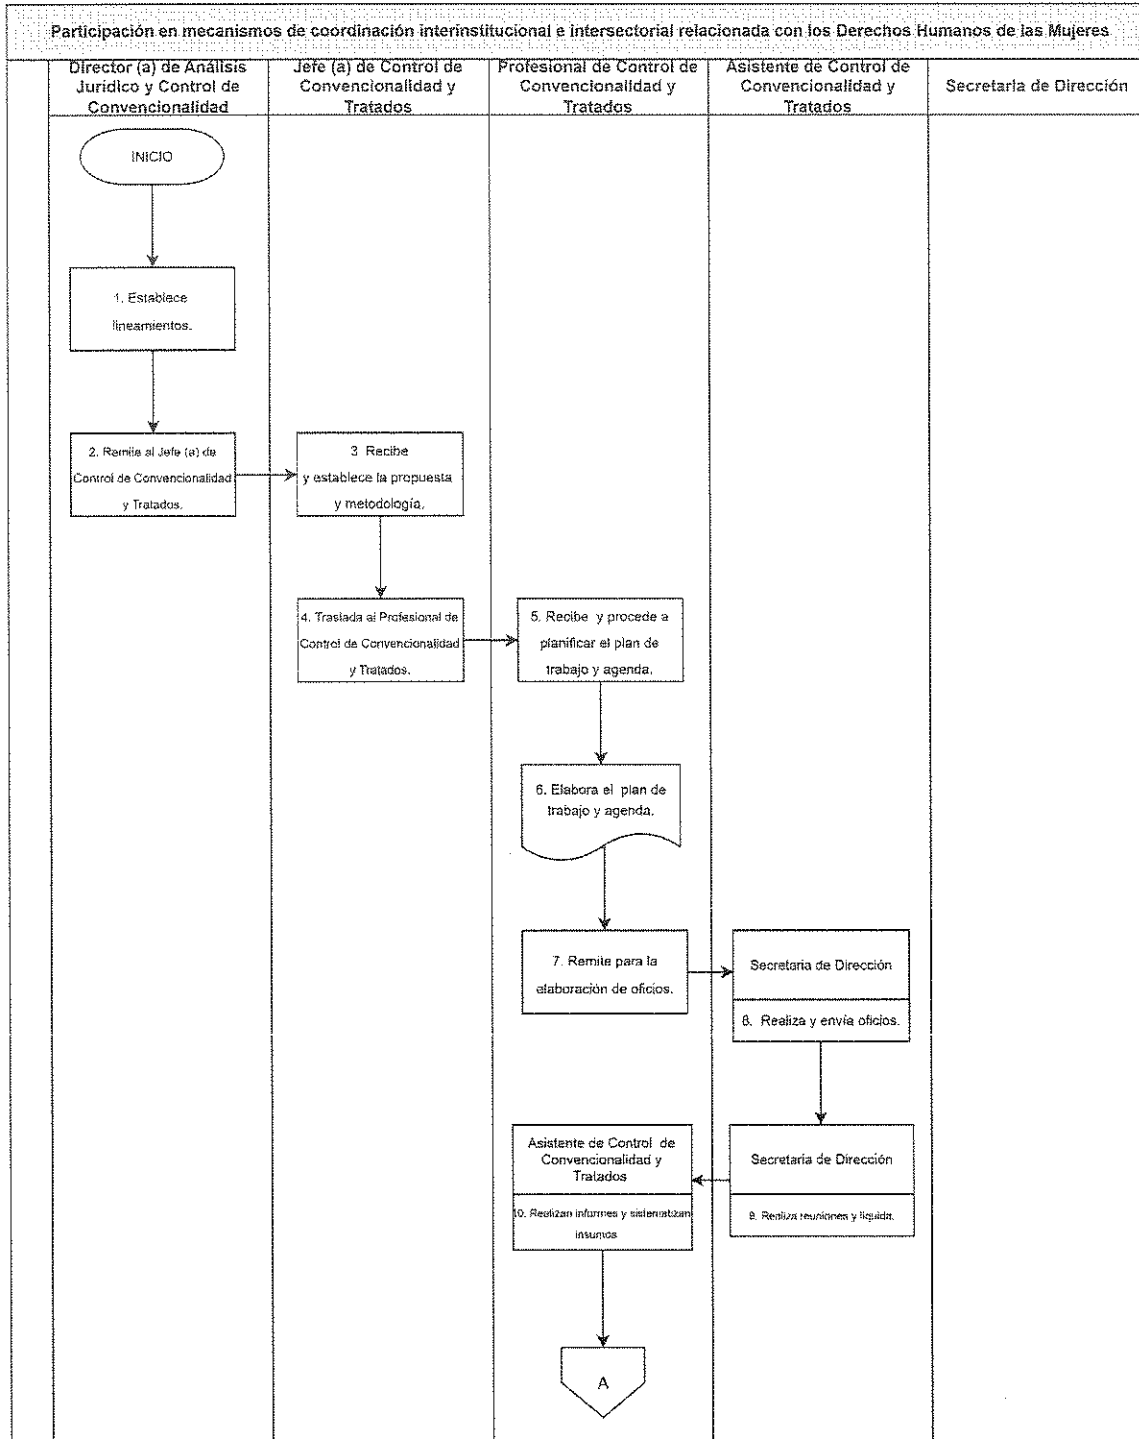 Participación en mecanismos de coordinación interinstitucional e intersectorial relacionada con los Derechos Humanos de las Mujeres
Director (a) de Análisis
Jurídico y Control de
Convencionalidad
Jefe (a) de Control de
Convencionalidad y
Tratados
Profesional de Control de
Convencionalidad y
Tratados
Asistente de Control de
Convencionalidad y
Tratados
Secretaria de Dirección
INICIO
1. Establece
lineamientos.
2. Remite al Jefe (a) de
Control de Convencionalidad
y Tratados.
3 Recibe
y establece la propuesta
y metodología.
4. Traslada al Profesional de
Control de Convencionalidad
y Tratados.
5. Recibe y procede a
planificar el plan de
trabajo y agenda.
6. Elabora el plan de
trabajo y agenda.
7. Remite para la
elaboración de oficios.
Secretaria de Dirección
8. Realiza y envía oficios.
Asistente de Control de
Convencionalidad y
Tratados
10. Realizan informes y sistematizan
insumos
Secretaria de Dirección
9. Realiza reuniones y liquida.
A